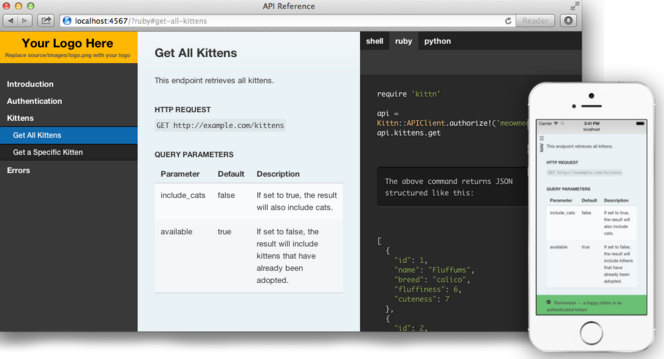 API Reference
localhost:4567/?ruby#get-all-kittens
Reader
Your Logo Here
Replace source/images/logo.png with your logo
Introduction
Authentication
Kittens
Get All Kittens
Get a Specific Kitten
Errors
Get All Kittens
This endpoint retrieves all kittens.
HTTP REQUEST
GET http://example.com/kittens
QUERY PARAMETERS
Parameter Default Description
include_cats false If set to true, the result
will also include cats.
available true If set to false, the
result will include
kittens that have
already been
adopted.
shell ruby python
require 'kittn'
api =
Kittn::APIClient.authorize!('meowme
api.kittens.get
The above command returns JSON
structured like this:
[
{
"id": 1,
"name": "Fluffums",
"breed": "calico",
"fluffiness": 6,
"cuteness": 7
},
{
"id": 2,
Carrier 3:41 PM
localhost
NAV
This endpoint retrieves all kittens.
HTTP REQUEST
GET http://example.com/kittens
QUERY PARAMETERS
Parameter Default Description
include_cats false If set to true,
the result will
also include
cats.
available true If set to false,
the result will
include kittens
that have
already been
adopted.
Remember — a happy kitten is an
authenticated kitten!